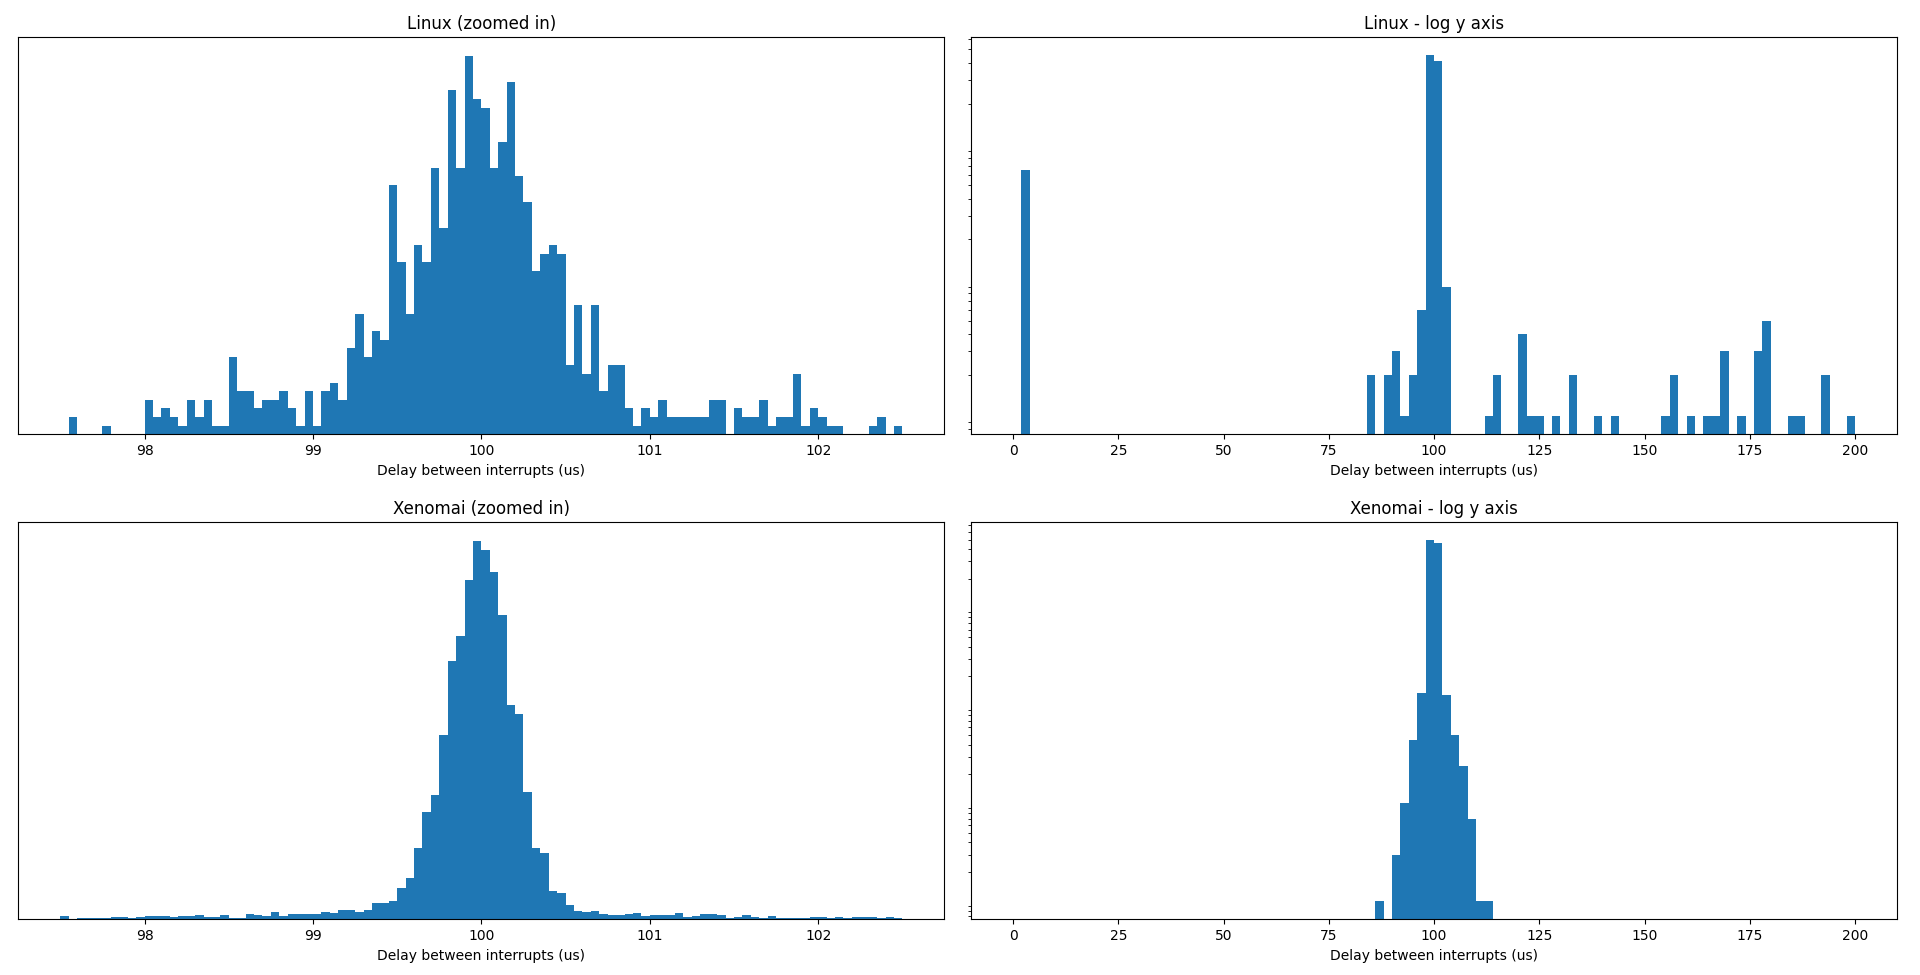 Linux (zoomed in)
98 99 100 101 102
Delay between interrupts (us)
Linux - log y axis
0 25 50 75 100 125 150 175 200
Delay between interrupts (us)
Xenomai (zoomed in)
98 99 100 101 102
Delay between interrupts (us)
Xenomai - log y axis
0 25 50 75 100 125 150 175 200
Delay between interrupts (us)